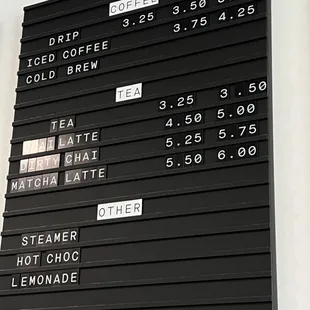 COFFEE
DRIP 3.25 3.50
ICED COFFEE 3.75 4.25
COLD BREW
TEA
TEA 3.25 3.50
LATTE 4.50 5.00
DIRTY CHAI 5.25 5.75
MATCHA LATTE 5.50 6.00
OTHER
STEAMER
HOT CHOC
LEMONADE